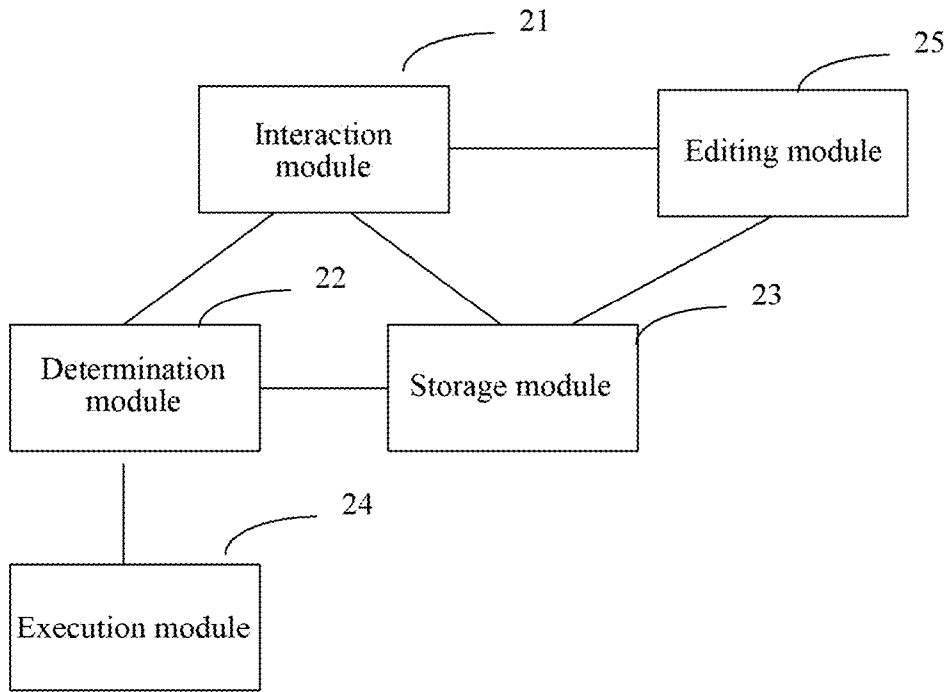 21
25
Interaction
module
Editing module
22
23
Determination
module
Storage module
24
Execution module